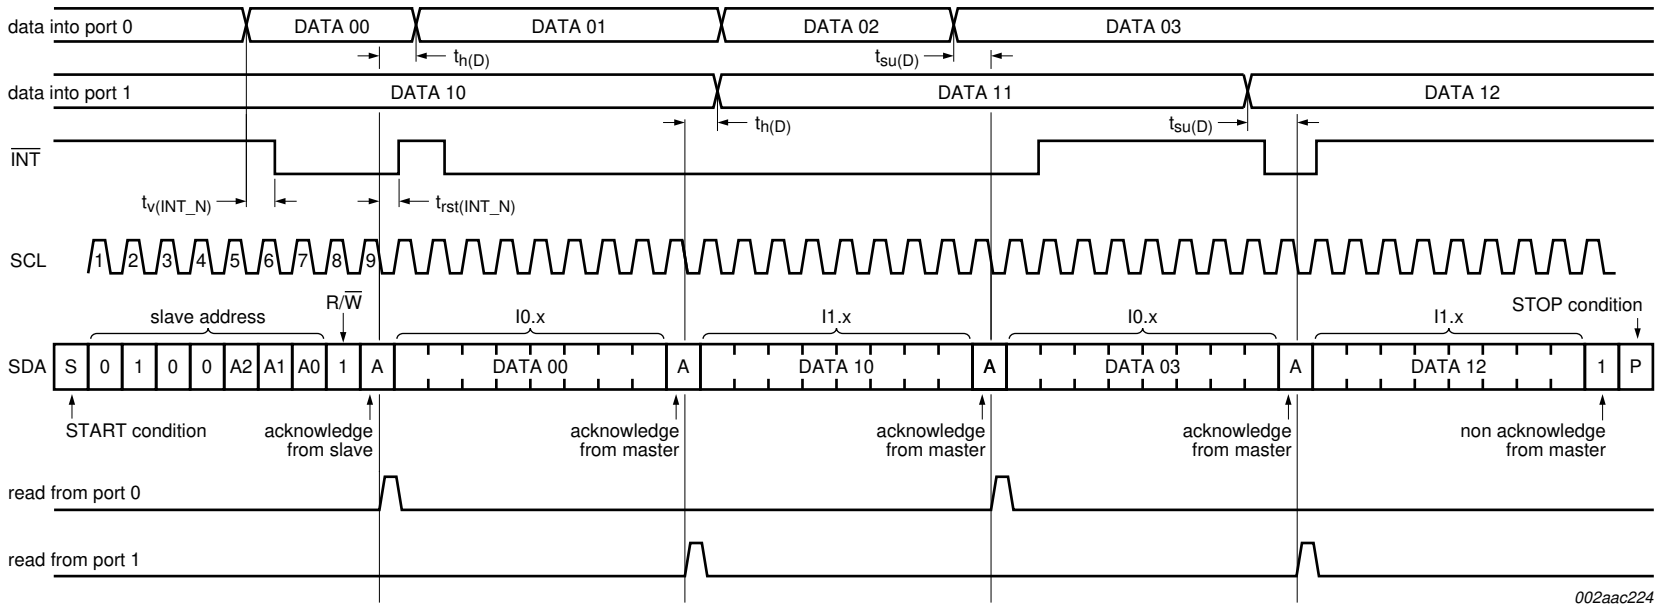 data into port 0 DATA 00 DATA 01 DATA 02 DATA 03
th(D) tsu(D)
data into port 1 DATA 10 DATA 11 DATA 12
th(D) tsu(D)
INT
tv(INT_N) trst(INT_N)
SCL 1 2 3 4 5 6 7 8 9
R/W
slave address I0.x I1.x I0.x I1.x STOP condition
SDA S 0 1 0 0 A2 A1 A0 1 A DATA 00 A DATA 10 A DATA 03 A DATA 12 1 P
START condition acknowledge acknowledge acknowledge acknowledge non acknowledge
from slave from master from master from master from master
read from port 0
read from port 1
002aac224